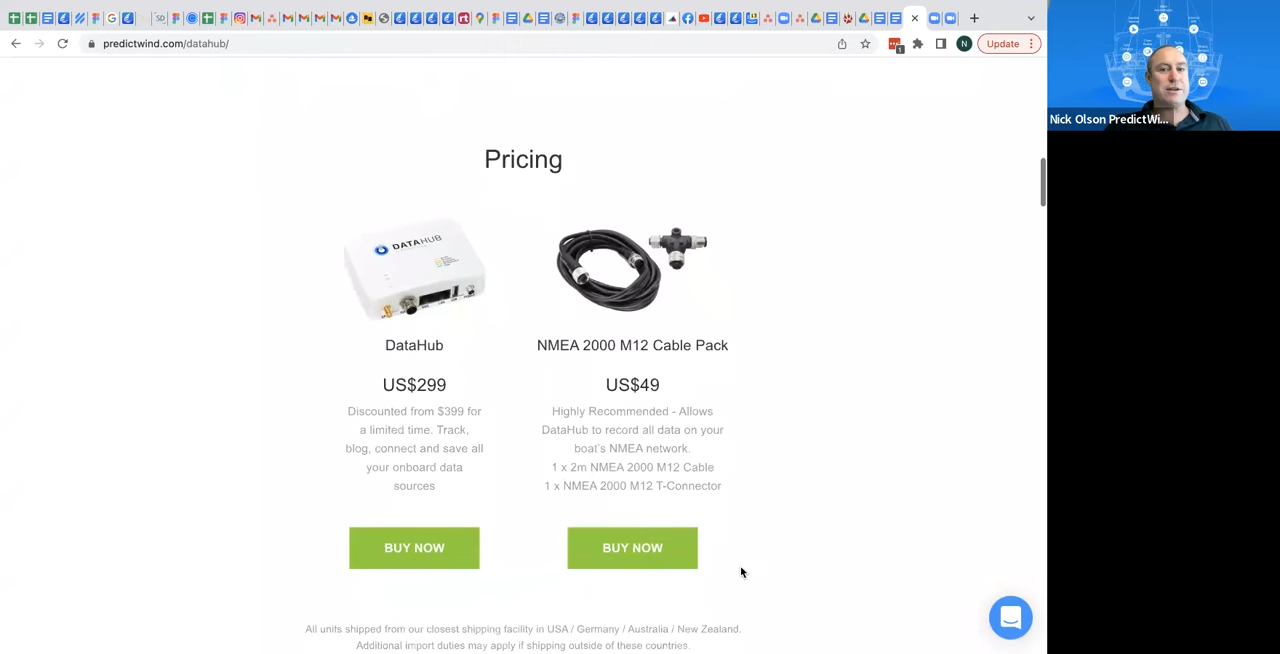 predictwind.com/datahub/
1
N
Update
Nick Olson PredictWi...
Pricing
DATAHUB
DataHub
US$299
Discounted from $399 for
a limited time. Track,
blog, connect and save all
your onboard data
sources
BUY NOW
NMEA 2000 M12 Cable Pack
US$49
Highly Recommended - Allows
DataHub to record all data on your
boat's NMEA network.
1 x 2m NMEA 2000 M12 Cable
1 x NMEA 2000 M12 T-Connector
BUY NOW
All units shipped from our closest shipping facility in USA / Germany / Australia / New Zealand.
Additional import duties may apply if shipping outside of these countries.